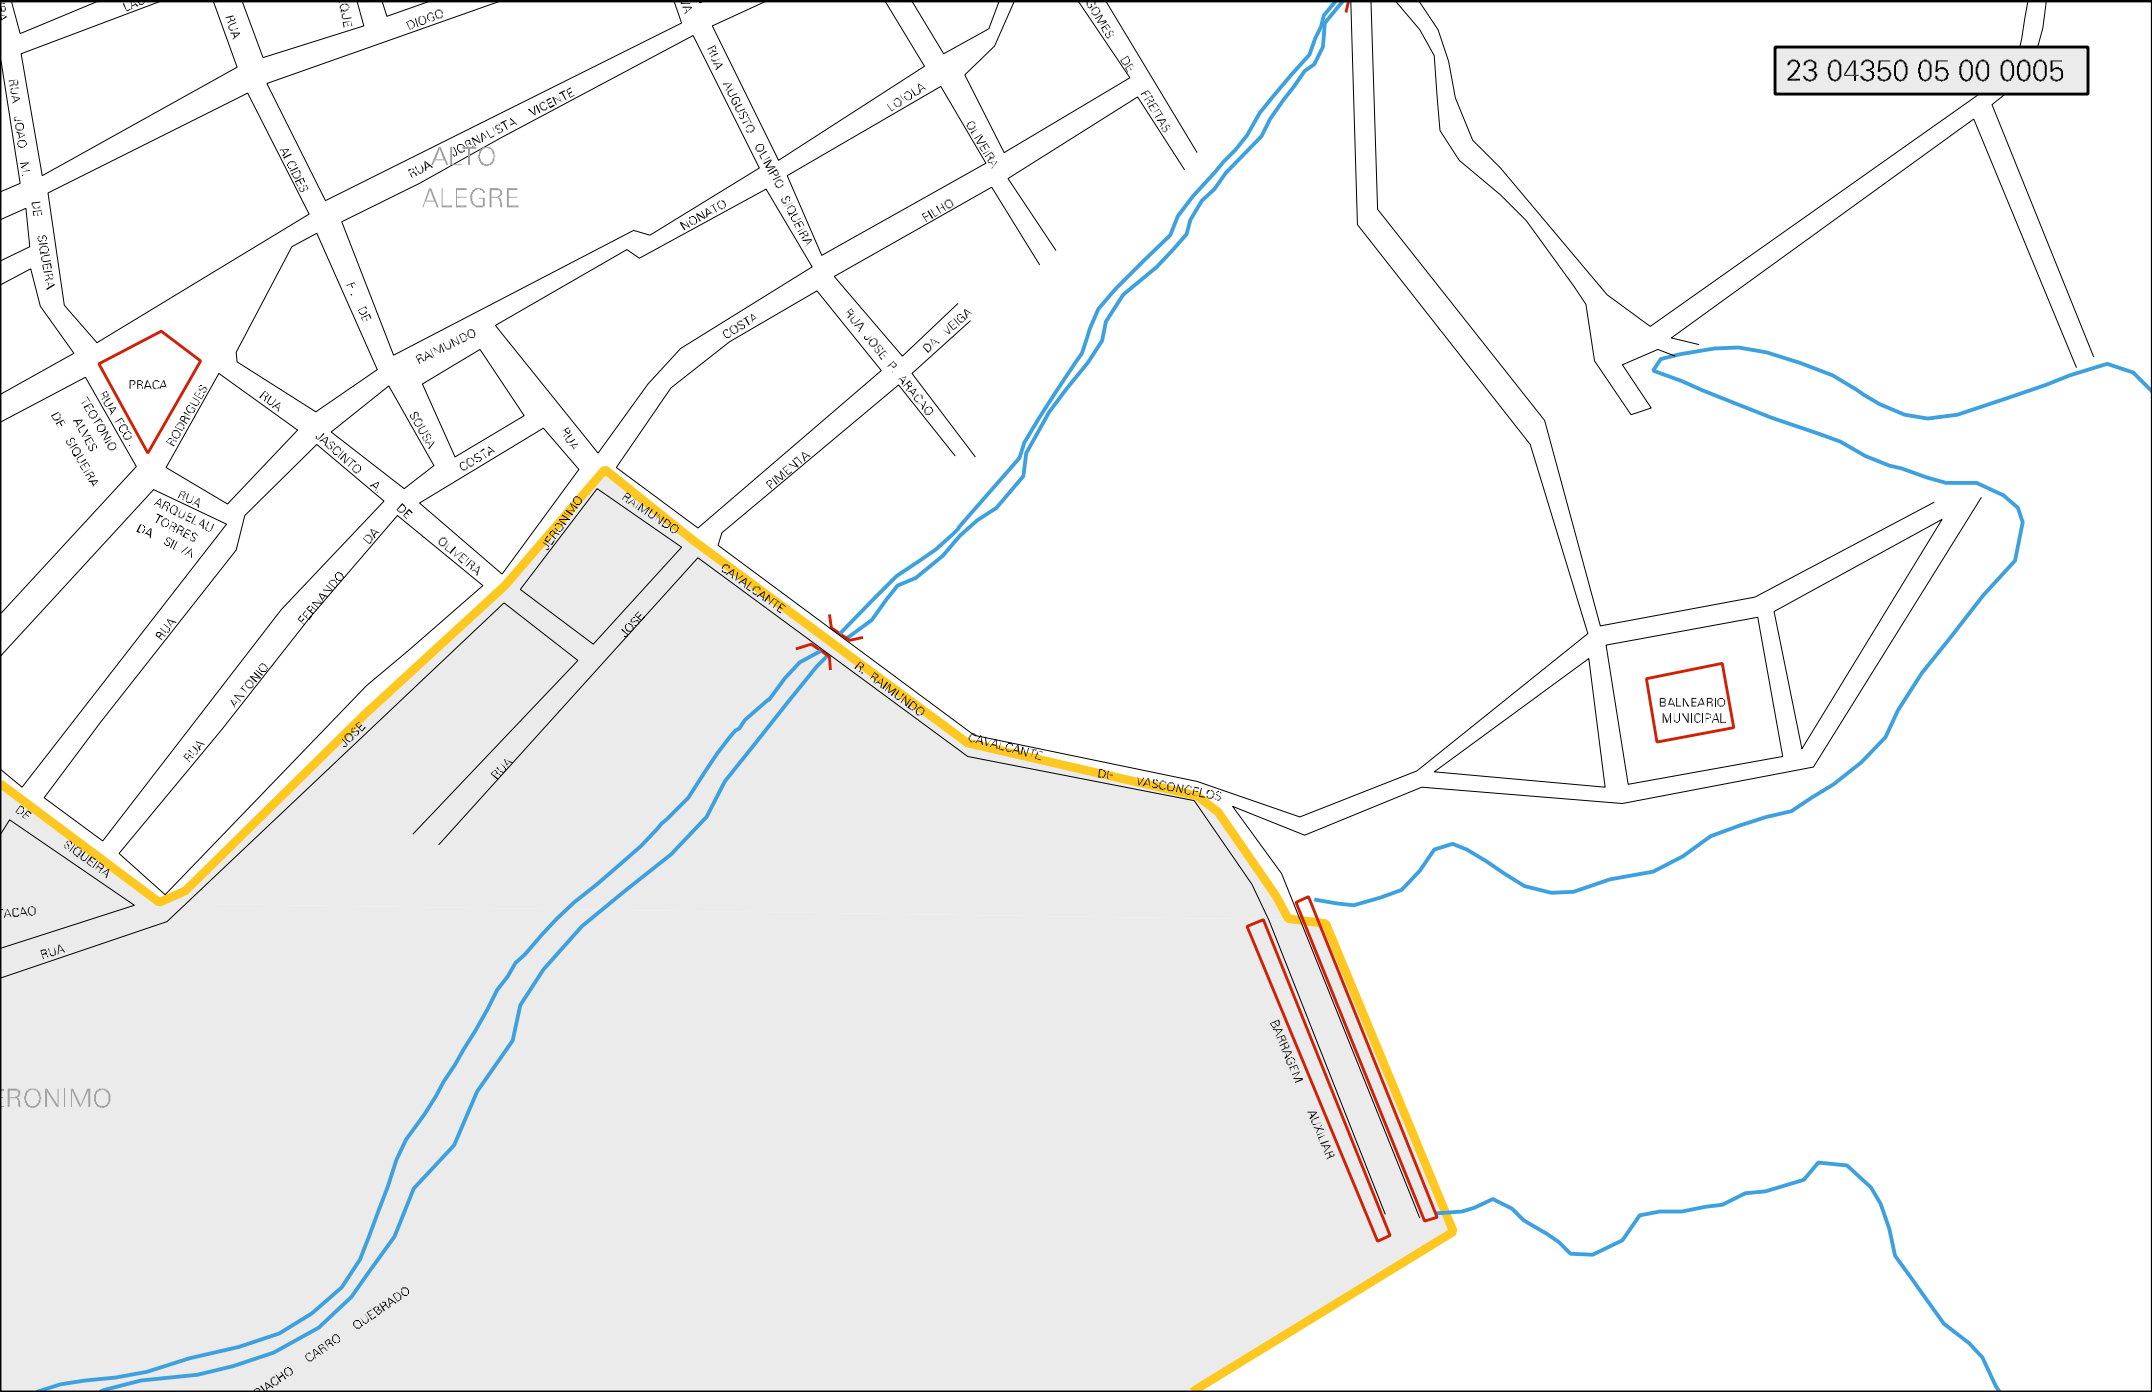 DIOGO
RUA
GOMES DE FREITAS
23 04350 05 00 0005
RUA JOAO M. DE SIQUEIRA
RUA JORNALISTA VICENTE LOIOLA
ALTO
ALEGRE
RUA AUGUSTO OLIMPIO SIQUEIRA
OLIVEIRA
ALCIDES F. DE SOUSA
RAIMUNDO NONATO FILHO
COSTA
RUA JOSE P. ARAGAO
DA VEIGA
PRACA
RUA FCO.
TEOTONIO
ALVES
DE SIQUEIRA
RODRIGUES
RUA JASCINTO A. DE OLIVEIRA
COSTA
RUA
PIMENTA
RUA
ARQUELAU
TORRES
DA SILVA
RUA
RUA ANTONIO FERNANDO DA
JERONIMO
RAIMUNDO CAVALCANTE
RUA JOSE
R. RAIMUNDO CAVALCANTE DE VASCONCELOS
BALNEARIO
MUNICIPAL
JOSE
DE SIQUEIRA
TACAO
RUA
ERONIMO
BARRAGEM AUXILIAR
RIACHO CARRO QUEBRADO